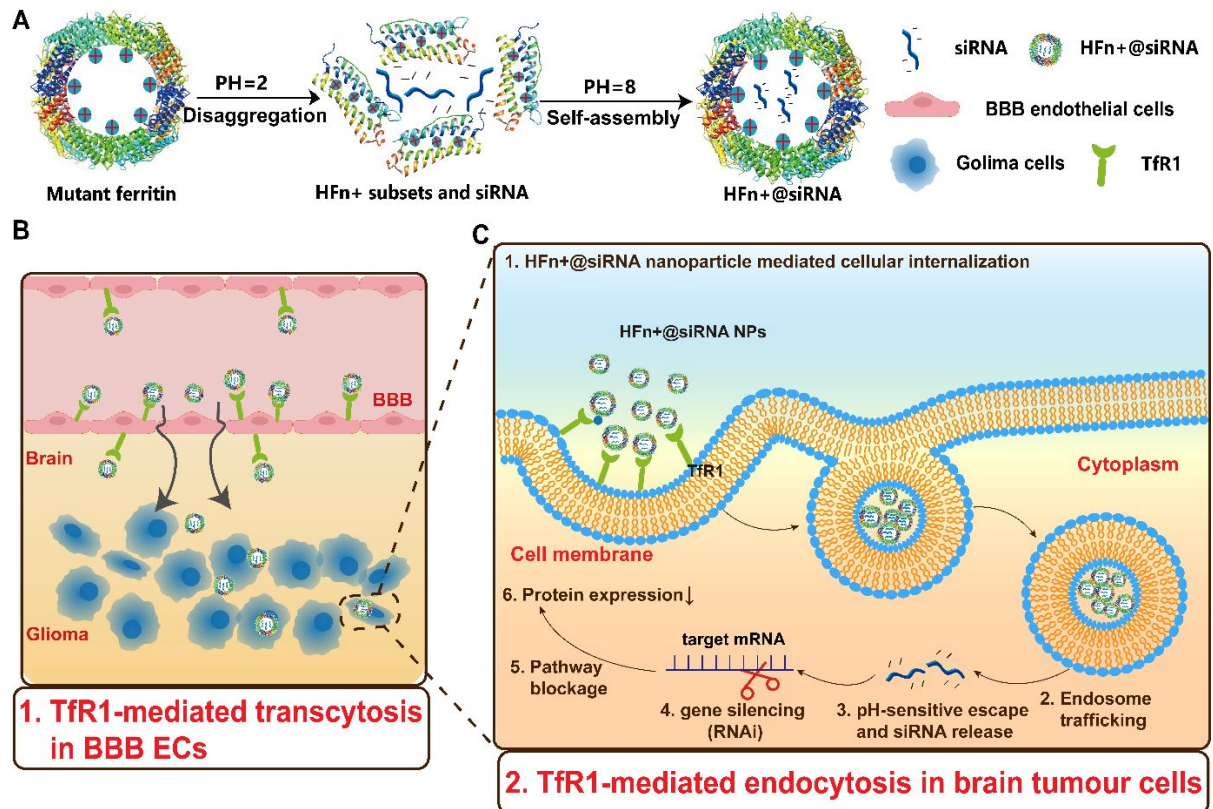 A
PH=2
Disaggregation
PH=8
Self-assembly
Mutant ferritin
HFn+ subsets and siRNA
HFn+@siRNA
siRNA
HFn+@siRNA
BBB endothelial cells
Golima cells
TfR1
B
BBB
Brain
Glioma
1. TfR1-mediated transcytosis
in BBB ECs
C
1. HFn+@siRNA nanoparticle mediated cellular internalization
HFn+@siRNA NPs
TfR1
Cytoplasm
Cell membrane
6. Protein expression↓
target mRNA
5. Pathway
blockage
4. gene silencing
(RNAi)
3. pH-sensitive escape
and siRNA release
2. Endosome
trafficking
2. TfR1-mediated endocytosis in brain tumour cells